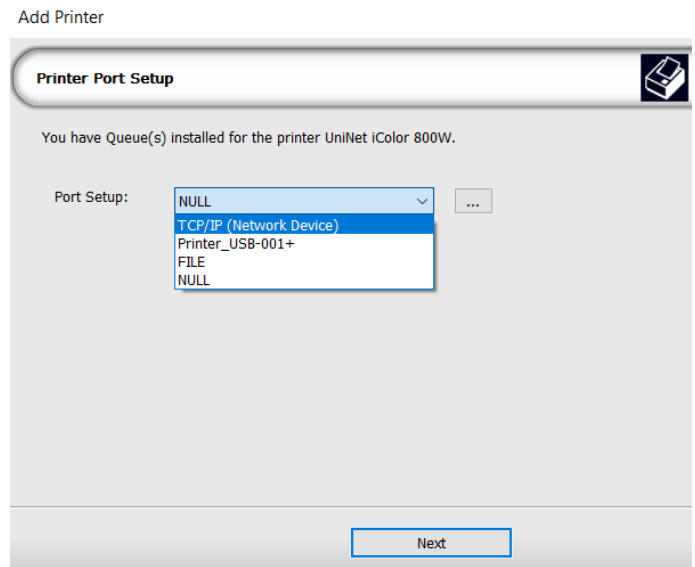 Add Printer
Printer Port Setup
You have Queue(s) installed for the printer UniNet iColor 800W.
Port Setup:
NULL
...
TCP/IP (Network Device)
Printer_USB-001+
FILE
NULL
Next